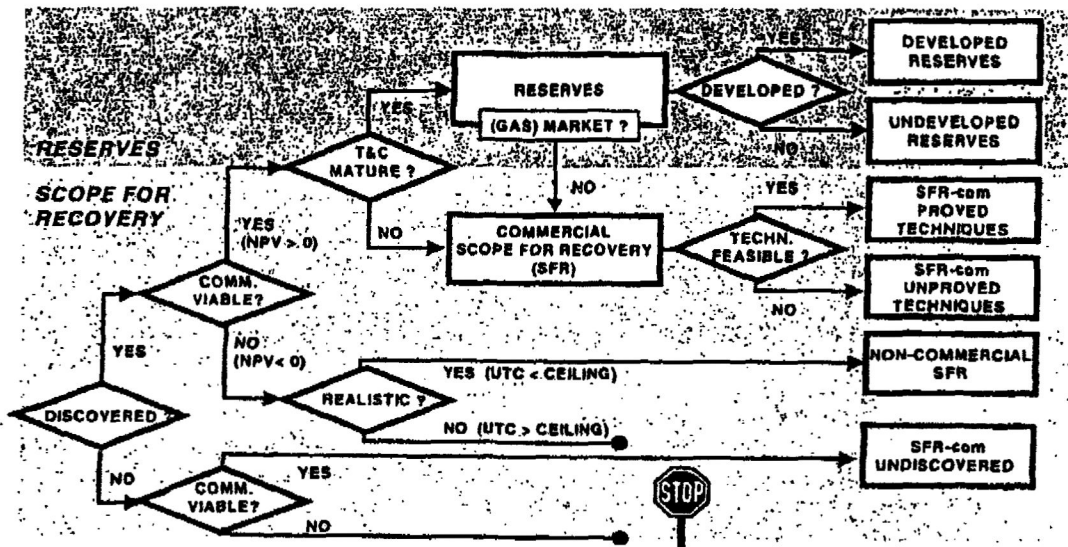 YES
DEVELOPED
RESERVES
RESERVES
DEVELOPED ?
YES
(GAS) MARKET ?
UNDEVELOPED
RESERVES
NO
T&C
MATURE ?
RESERVES
SCOPE FOR
RECOVERY
NO
YES
SFR-com
PROVED
TECHNIQUES
YES
(NPV > 0)
NO
COMMERCIAL
SCOPE FOR RECOVERY
(SFR)
TECHN.
FEASIBLE ?
COMM.
VIABLE?
NO
SFR-com
UNPROVED
TECHNIQUES
YES
NO
(NPV < 0)
YES (UTC < CEILING)
NON-COMMERCIAL
SFR
REALISTIC ?
DISCOVERED ?
NO (UTC > CEILING)
SFR-com
UNDISCOVERED
NO
YES
COMM.
VIABLE?
STOP
NO